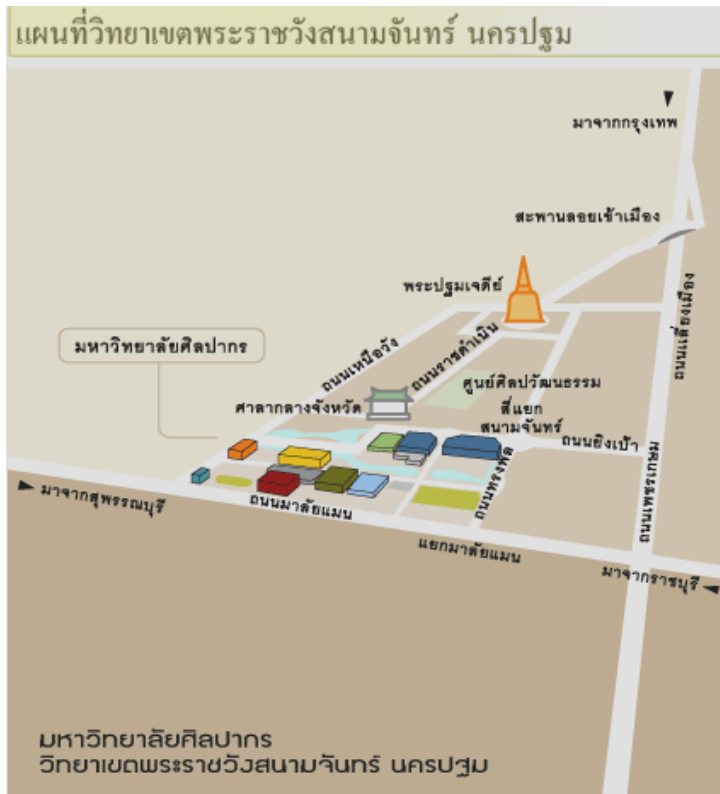 แผนที่วิทยาเขตพระราชวังสนามจันทร์ นครปฐม
มาจากกรุงเทพ
สะพานลอยเข้าเมือง
พระปฐมเจดีย์
ถนนเลี่ยงเมือง
มหาวิทยาลัยศิลปากร
ถนนเหนือวัง
ถนนราชดำเนิน
ศูนย์ศิลปวัฒนธรรม
ศาลากลางจังหวัด
สี่แยก
สนามจันทร์
ถนนยิงเป้า
ถนนทรงพล
ถนนเพชรเกษม
มาจากสุพรรณบุรี
ถนนมาลัยแมน
แยกมาลัยแมน
มาจากราชบุรี
มหาวิทยาลัยศิลปากร
วิทยาเขตพระราชวังสนามจันทร์ นครปฐม